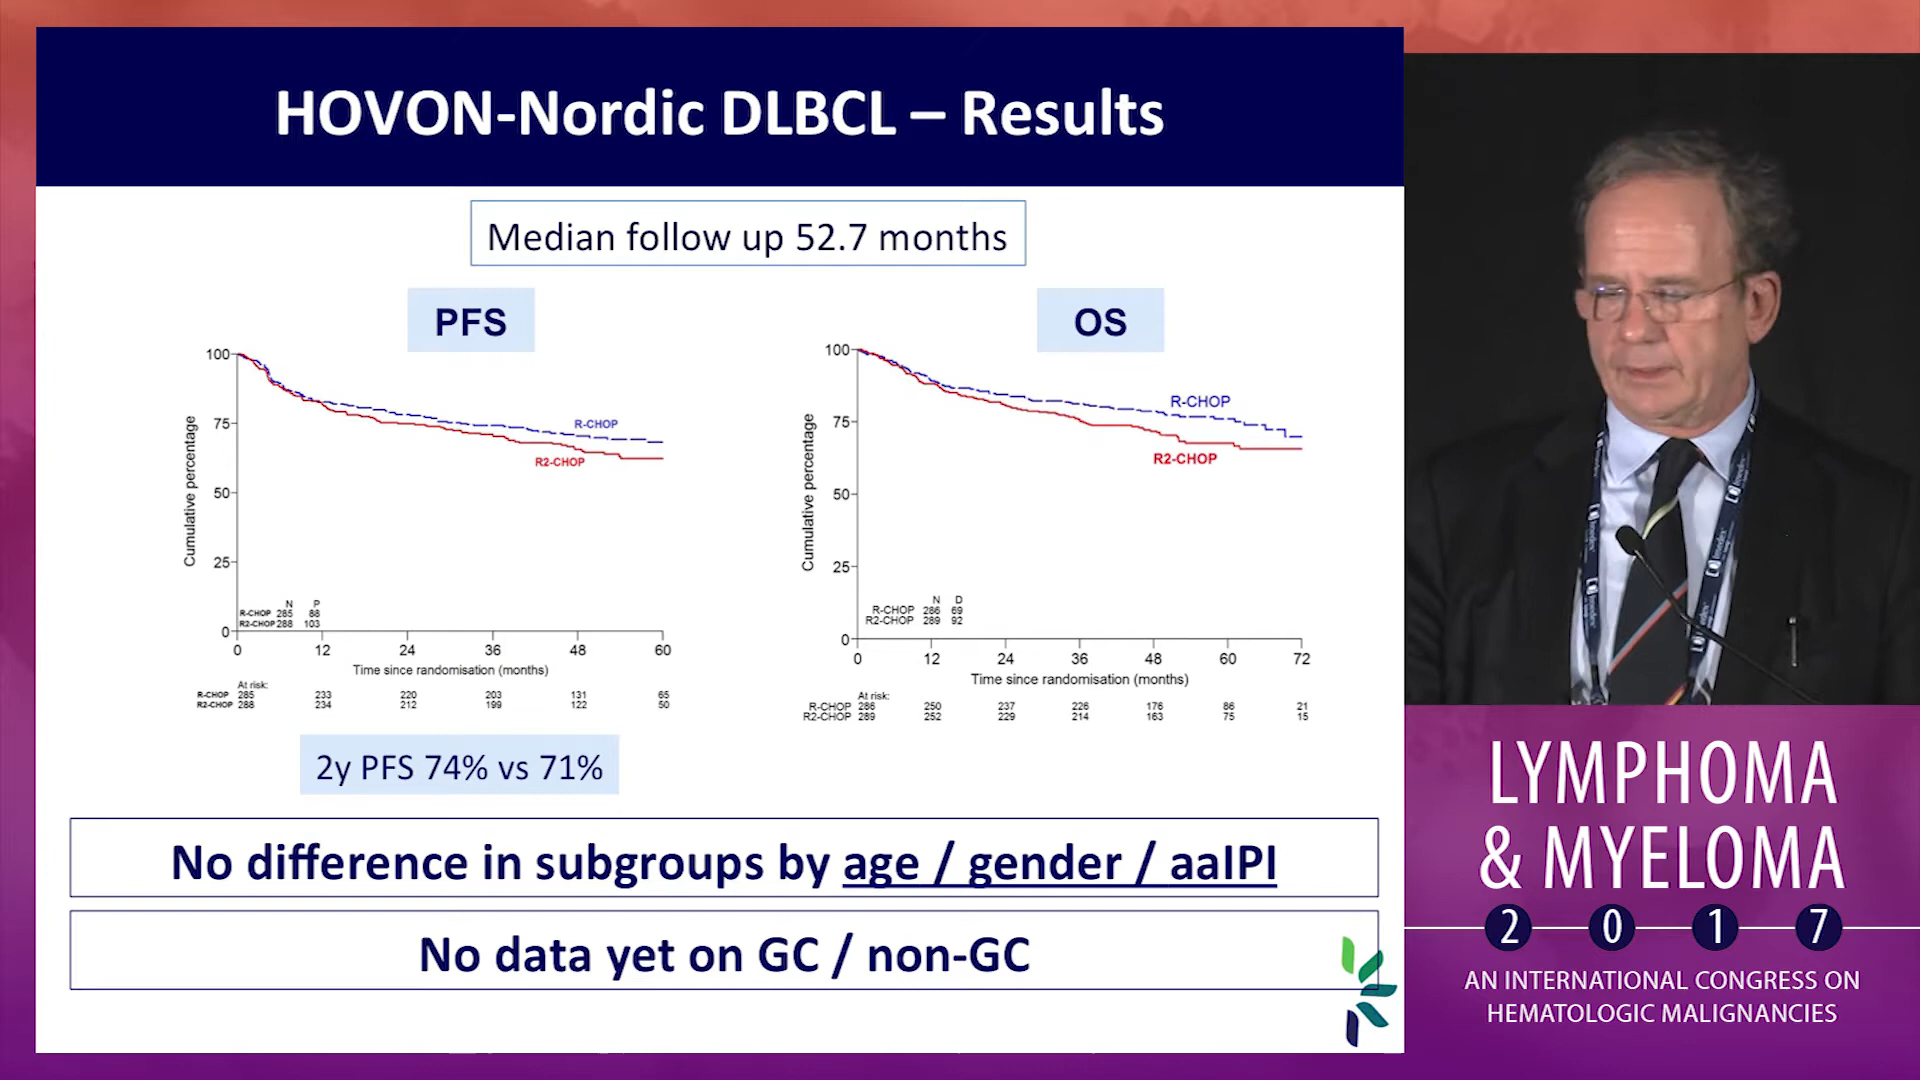 HOVON-Nordic DLBCL – Results
Median follow up 52.7 months
PFS
100
75
50
25
0
Cumulative percentage
R-CHOP
R2-CHOP
N P
R-CHOP 285 88
R2-CHOP 288 103
0 12 24 36 48 60
Time since randomisation (months)
At risk:
R-CHOP 285 233 220 203 131 65
R2-CHOP 288 234 212 199 122 50
2y PFS 74% vs 71%
OS
100
75
50
25
0
Cumulative percentage
R-CHOP
R2-CHOP
N D
R-CHOP 286 69
R2-CHOP 289 92
0 12 24 36 48 60 72
Time since randomisation (months)
At risk:
R-CHOP 286 250 237 226 176 86 21
R2-CHOP 289 252 229 214 163 75 15
No difference in subgroups by age / gender / aaIPI
No data yet on GC / non-GC
LYMPHOMA
& MYELOMA
2 0 1 7
AN INTERNATIONAL CONGRESS ON
HEMATOLOGIC MALIGNANCIES